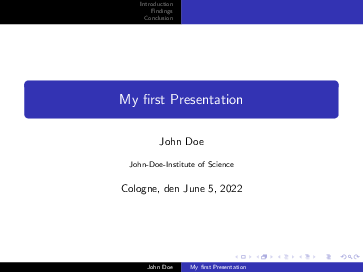 Introduction
Findings
Conclusion
My first Presentation
John Doe
John-Doe-Institute of Science
Cologne, den June 5, 2022
John Doe My first Presentation